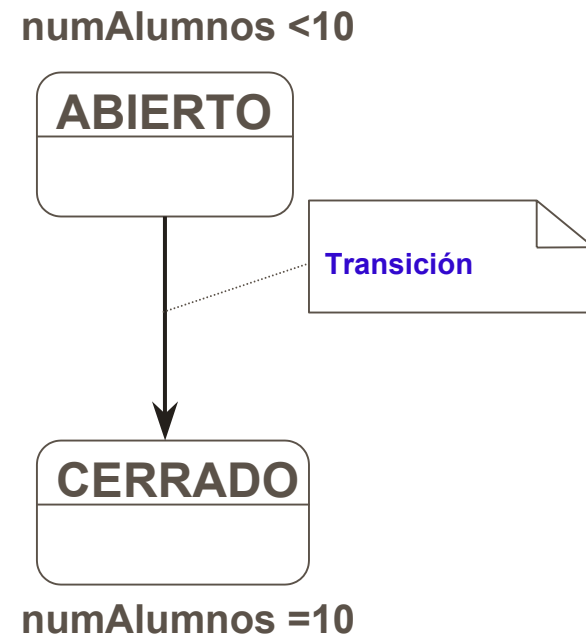 numAlumnos <10
ABIERTO
Transición
CERRADO
numAlumnos =10